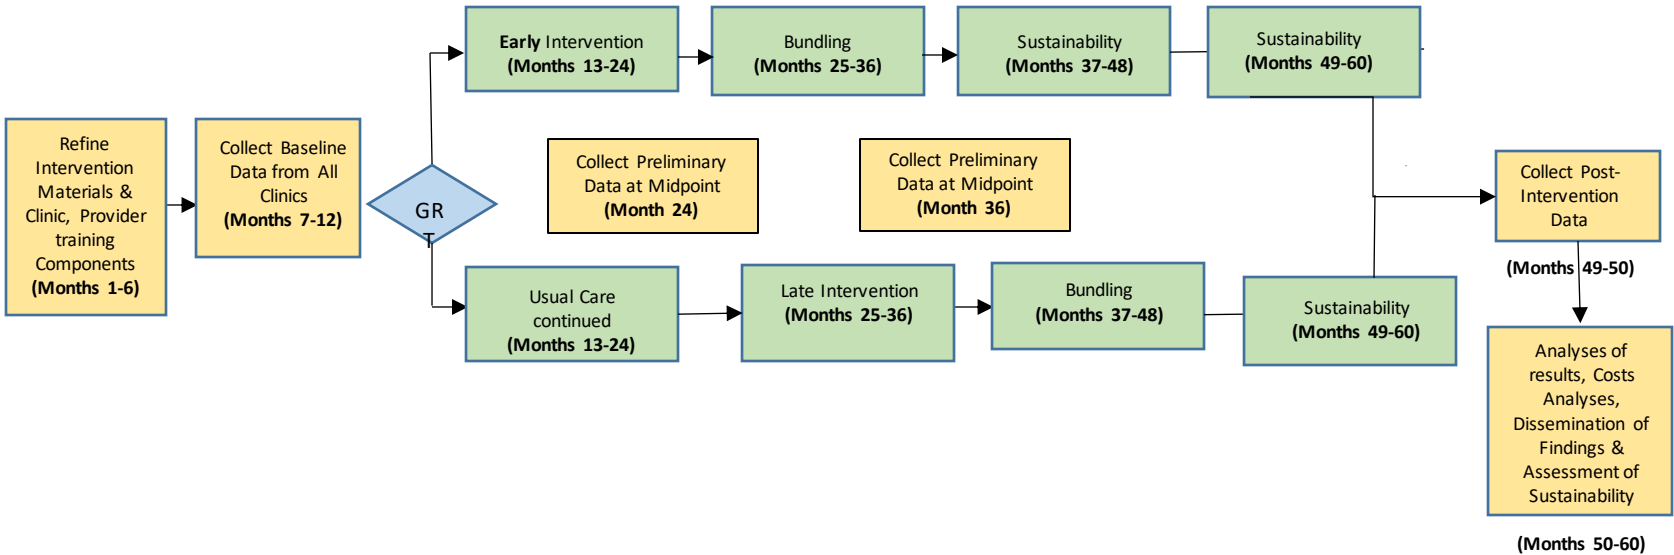 Refine
Intervention
Materials &
Clinic, Provider
training
Components
(Months 1-6)
Collect Baseline
Data from All
Clinics
(Months 7-12)
GR
T
Early Intervention
(Months 13-24)
Bundling
(Months 25-36)
Sustainability
(Months 37-48)
Sustainability
(Months 49-60)
Collect Preliminary
Data at Midpoint
(Month 24)
Collect Preliminary
Data at Midpoint
(Month 36)
Usual Care
continued
(Months 13-24)
Late Intervention
(Months 25-36)
Bundling
(Months 37-48)
Sustainability
(Months 49-60)
Collect Post-
Intervention
Data
(Months 49-50)
Analyses of
results, Costs
Analyses,
Dissemination of
Findings &
Assessment of
Sustainability
(Months 50-60)